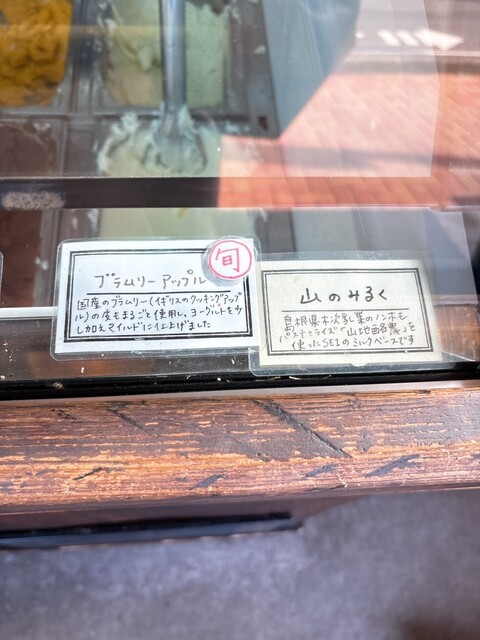 旬
ブラムリーアップル
国産のブラムリー(イギリスのクッキングアップ
ル)の皮もまるごと使用し、ヨーグルトを少
し加えマイルドに仕上げました
山のみるく
島根県木次乳業のノンホモ
パスチャライズ「山地酪農」を
使ったSEIのミルクベースです